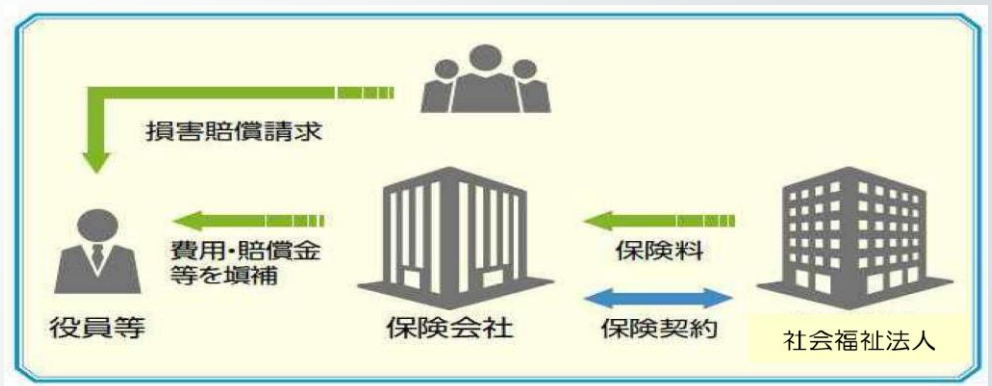 損害賠償請求
費用・賠償金
等を塡補
保険料
役員等
保険会社
保険契約
社会福祉法人